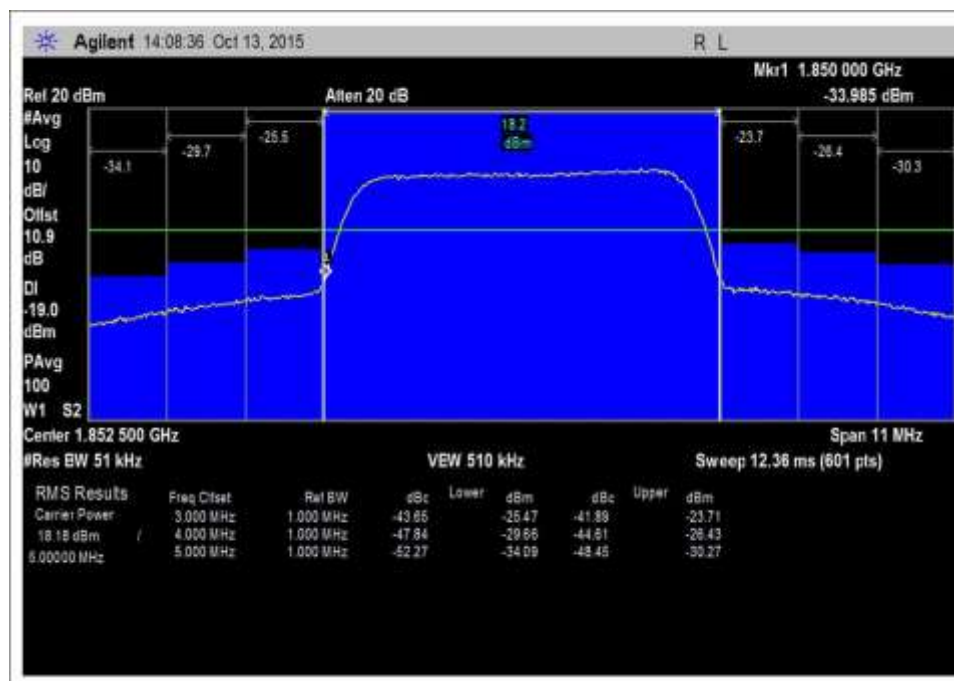 Agilent 14:08:36 Oct 13, 2015 R L
Mkr1 1.850 000 GHz
Ref 20 dBm Atten 20 dB -33.985 dBm
#Avg
Log
10
dB/
Offst
10.9
dB
DI
-19.0
dBm
PAvg
100
W1 S2
-34.1 -29.7 -25.5 18.2 dBm -23.7 -26.4 -30.3
Center 1.852 500 GHz Span 11 MHz
#Res BW 51 kHz VBW 510 kHz Sweep 12.36 ms (601 pts)
RMS Results Freq Offset Ref BW dBc Lower dBm dBc Upper dBm
Carrier Power 3.000 MHz 1.000 MHz -43.65 -25.47 -41.89 -23.71
18.18 dBm / 4.000 MHz 1.000 MHz -47.84 -29.66 -44.61 -26.43
5.00000 MHz 5.000 MHz 1.000 MHz -52.27 -34.09 -48.45 -30.27